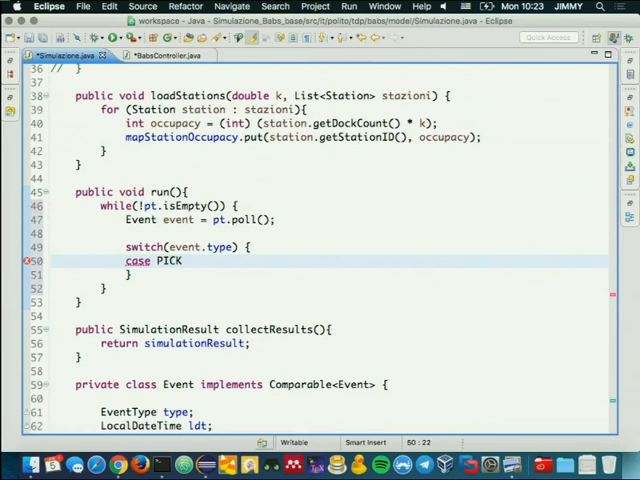 Eclipse File Edit Source Refactor Navigate Search Project Run Window Help Mon 10:23 JIMMY
workspace - Java - Simulazione_Babs_base/src/it/polito/tdp/babs/model/Simulazione.java - Eclipse
Quick Access
*Simulazione.java *BabsController.java
36 // }
37
38 public void loadStations(double k, List<Station> stazioni) {
39 for (Station station : stazioni){
40 int occupacy = (int) (station.getDockCount() * k);
41 mapStationOccupacy.put(station.getStationID(), occupacy);
42 }
43 }
44
45 public void run(){
46 while(!pt.isEmpty()) {
47 Event event = pt.poll();
48
49 switch(event.type) {
50 case PICK
51 }
52 }
53 }
54
55 public SimulationResult collectResults(){
56 return simulationResult;
57 }
58
59 private class Event implements Comparable<Event> {
60
61 EventType type;
62 LocalDateTime ldt;
Writable Smart Insert 50 : 22